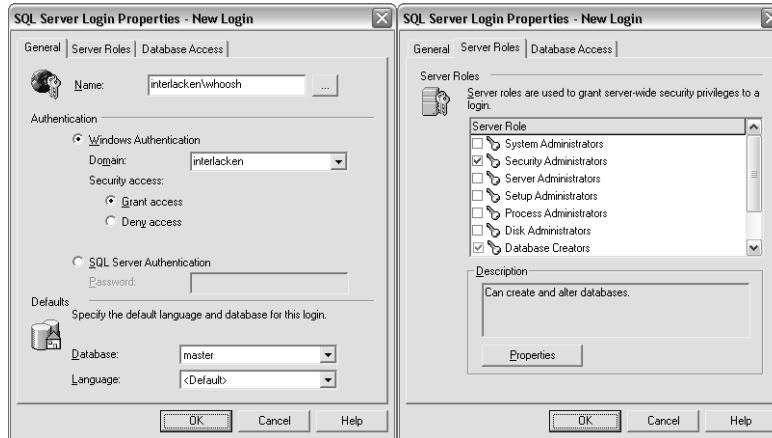 SQL Server Login Properties - New Login
General
Server Roles
Database Access
Name:
interlacken\whoosh
...
Authentication
Windows Authentication
Domain:
interlacken
Security access:
Grant access
Deny access
SQL Server Authentication
Password:
Defaults
Specify the default language and database for this login.
Database:
master
Language:
<Default>
OK
Cancel
Help
SQL Server Login Properties - New Login
General
Server Roles
Database Access
Server Roles
Server roles are used to grant server-wide security privileges to a
login.
Server Role
System Administrators
Security Administrators
Server Administrators
Setup Administrators
Process Administrators
Disk Administrators
Database Creators
Description
Can create and alter databases.
Properties
OK
Cancel
Help